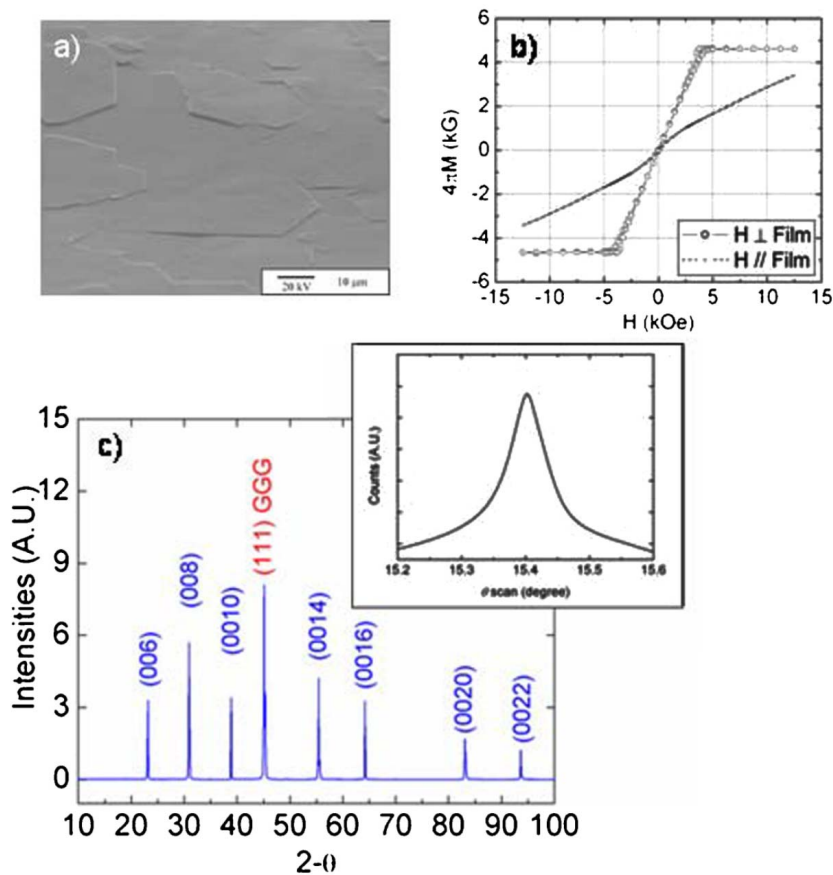 a)
20 kV 10 µm
b)
4πM (kG)
6
4
2
0
-2
-4
-6
H ⊥ Film
H // Film
-15 -10 -5 0 5 10 15
H (kOe)
c)
Intensities (A.U.)
15
12
9
6
3
0
(006)
(008)
(0010)
(111) GGG
(0014)
(0016)
(0020)
(0022)
10 20 30 40 50 60 70 80 90 100
2-θ
Counts (A.U.)
15.2 15.3 15.4 15.5 15.6
θ scan (degree)